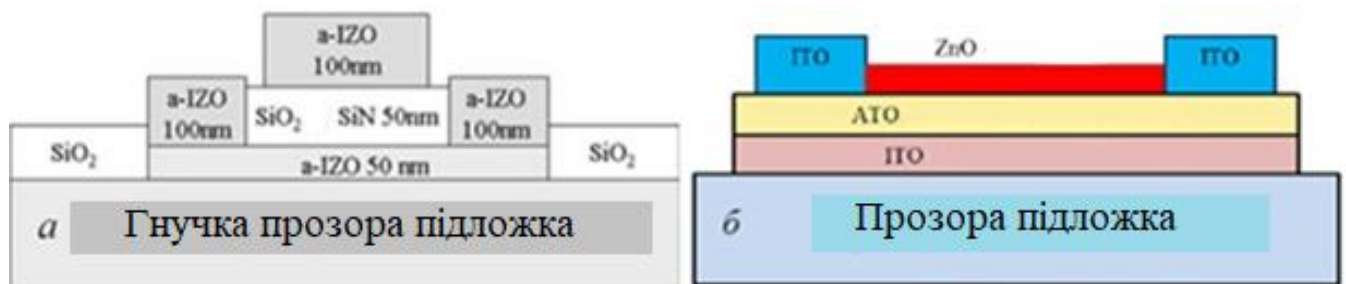 a-IZO
100nm
a-IZO
100nm
SiO₂ SiN 50nm
a-IZO
100nm
SiO₂
SiO₂
a-IZO 50 nm
а Гнучка прозора підложка
ITO
ZnO
ITO
ATO
ITO
б Прозора підложка